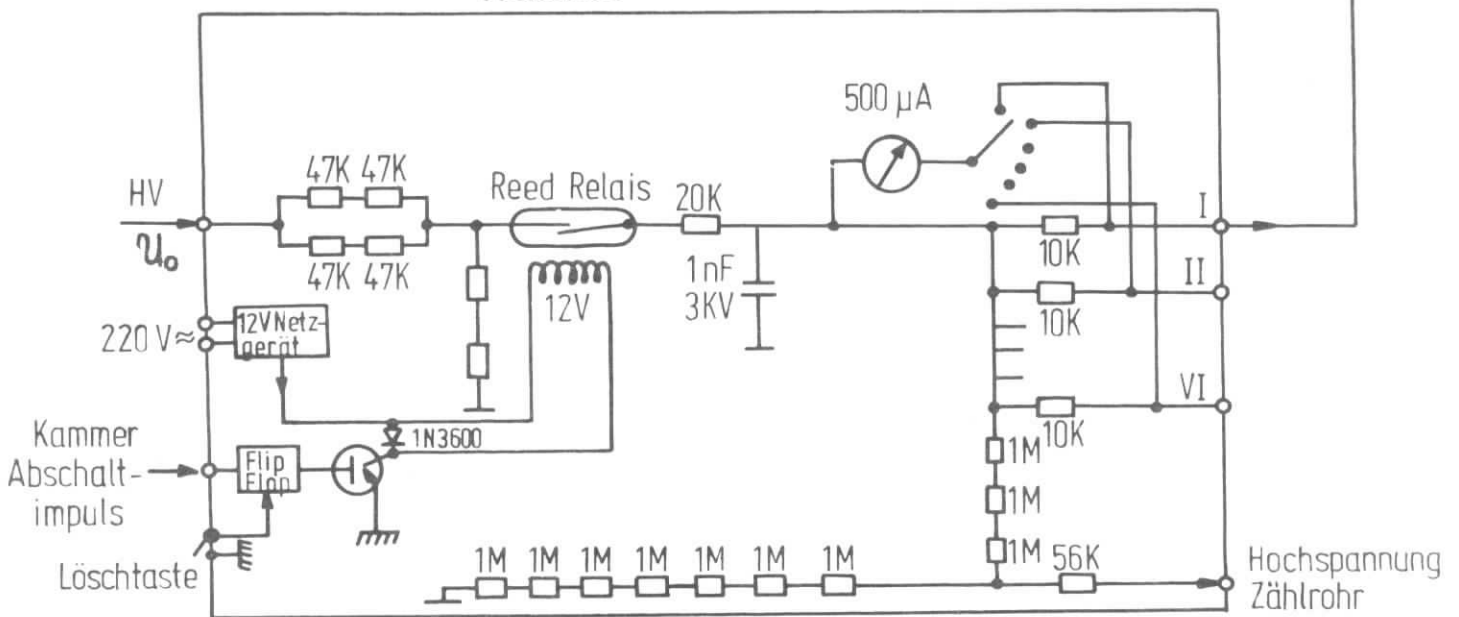 500 µA
47K 47K
Reed Relais
20K
HV
U₀
47K 47K
I
10K
1nF
3KV
12V
II
10K
220 V≈
12V Netz-
gerät
VI
10K
1N3600
Kammer
Abschalt-
impuls
Flip
Flop
1M
1M
1M
Löschtaste
1M 1M 1M 1M 1M 1M 1M
56K
Hochspannung
Zählrohr